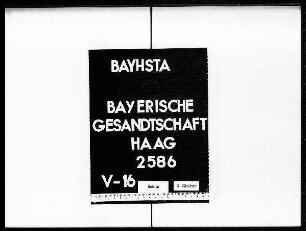 BAYHSTA
BAYERISCHE
GESANDTSCHAFT
HAAG
2586
V-16